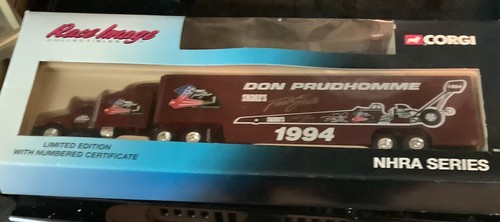 Race Image
COLLECTIBLES
CORGI
DON PRUDHOMME
1994
LIMITED EDITION
WITH NUMBERED CERTIFICATE
NHRA SERIES